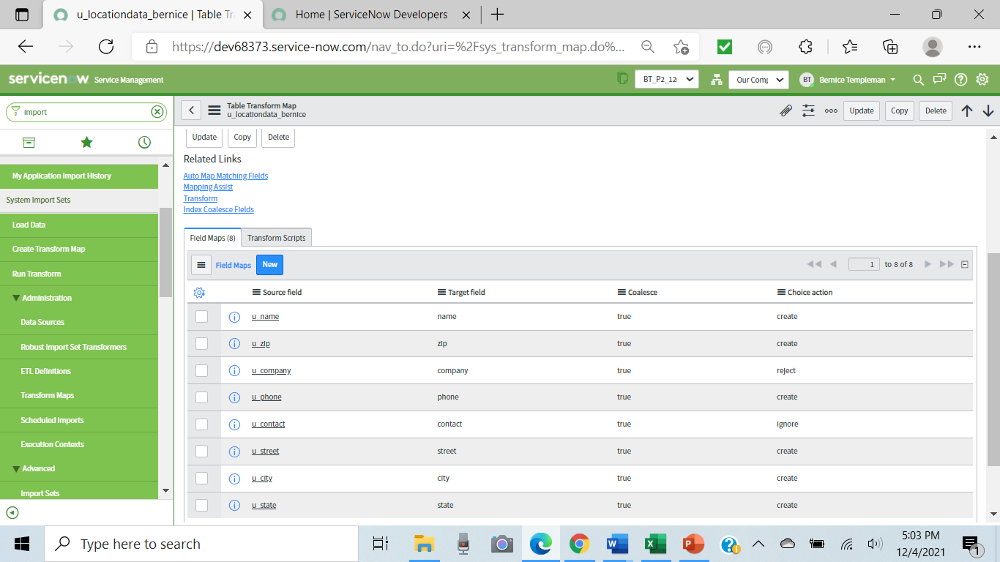 u_locationdata_bernice | Table Tr
Home | ServiceNow Developers
https://dev68373.service-now.com/nav_to.do?uri=%2Fsys_transform_map.do%...
servicenow Service Management
BT_P2_12
Our Com
BT Bernice Templeman
Import
Table Transform Map
u_locationdata_bernice
Update Copy Delete
Update Copy Delete
Related Links
Auto Map Matching Fields
Mapping Assist
Transform
Index Coalesce Fields
My Application Import History
System Import Sets
Load Data
Create Transform Map
Run Transform
Administration
Data Sources
Robust Import Set Transformers
ETL Definitions
Transform Maps
Scheduled Imports
Execution Contexts
Advanced
Import Sets
Field Maps (8) Transform Scripts
Field Maps New
1 to 8 of 8
Source field Target field Coalesce Choice action
u_name name true create
u_zip zip true create
u_company company true reject
u_phone phone true create
u_contact contact true ignore
u_street street true create
u_city city true create
u_state state true create
Type here to search
5:03 PM
12/4/2021
1